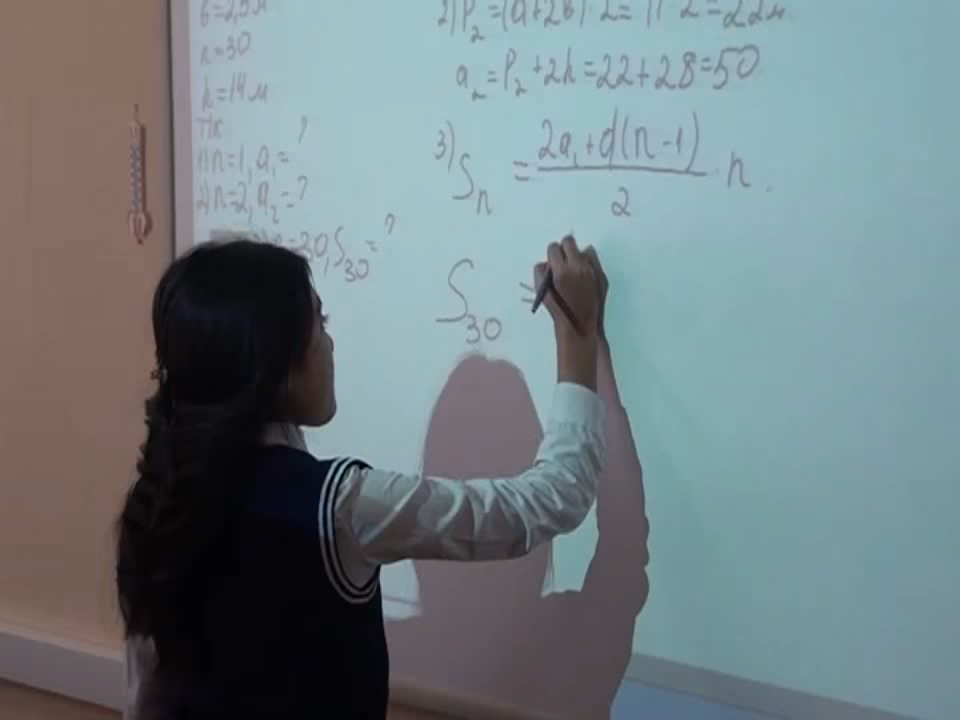 b=2,5м
n=30
h=14м
Т/к
1) n=1, a₁=?
2) n=2, a₂=?
=30, S₃₀=?
2) P₂=(a+2b)·2=11·2=22м
a₂=P₂+2h=22+28=50
3) Sₙ = (2a₁+d(n-1))/2 · n.
S₃₀ =